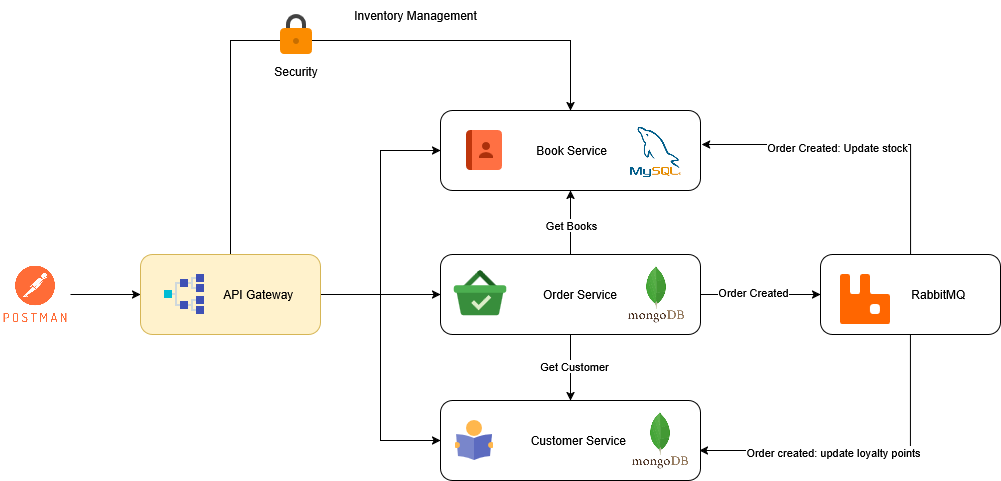 Inventory Management
Security
Book Service
MySQL
Order Created: Update stock
Get Books
POSTMAN
API Gateway
Order Service
mongoDB
Order Created
RabbitMQ
Get Customer
Customer Service
mongoDB
Order created: update loyalty points